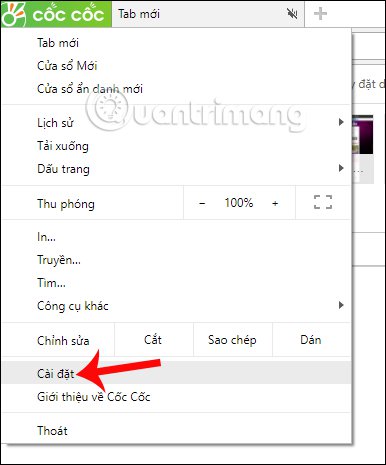 cốc cốc Tab mới
Tab mới
Cửa sổ Mới
Cửa sổ ẩn danh mới
Quantrimang
Lịch sử
Tải xuống
Dấu trang
Thu phóng − 100% +
In...
Truyền...
Tìm...
Công cụ khác
Chỉnh sửa Cắt Sao chép Dán
Cài đặt
Giới thiệu về Cốc Cốc
Thoát